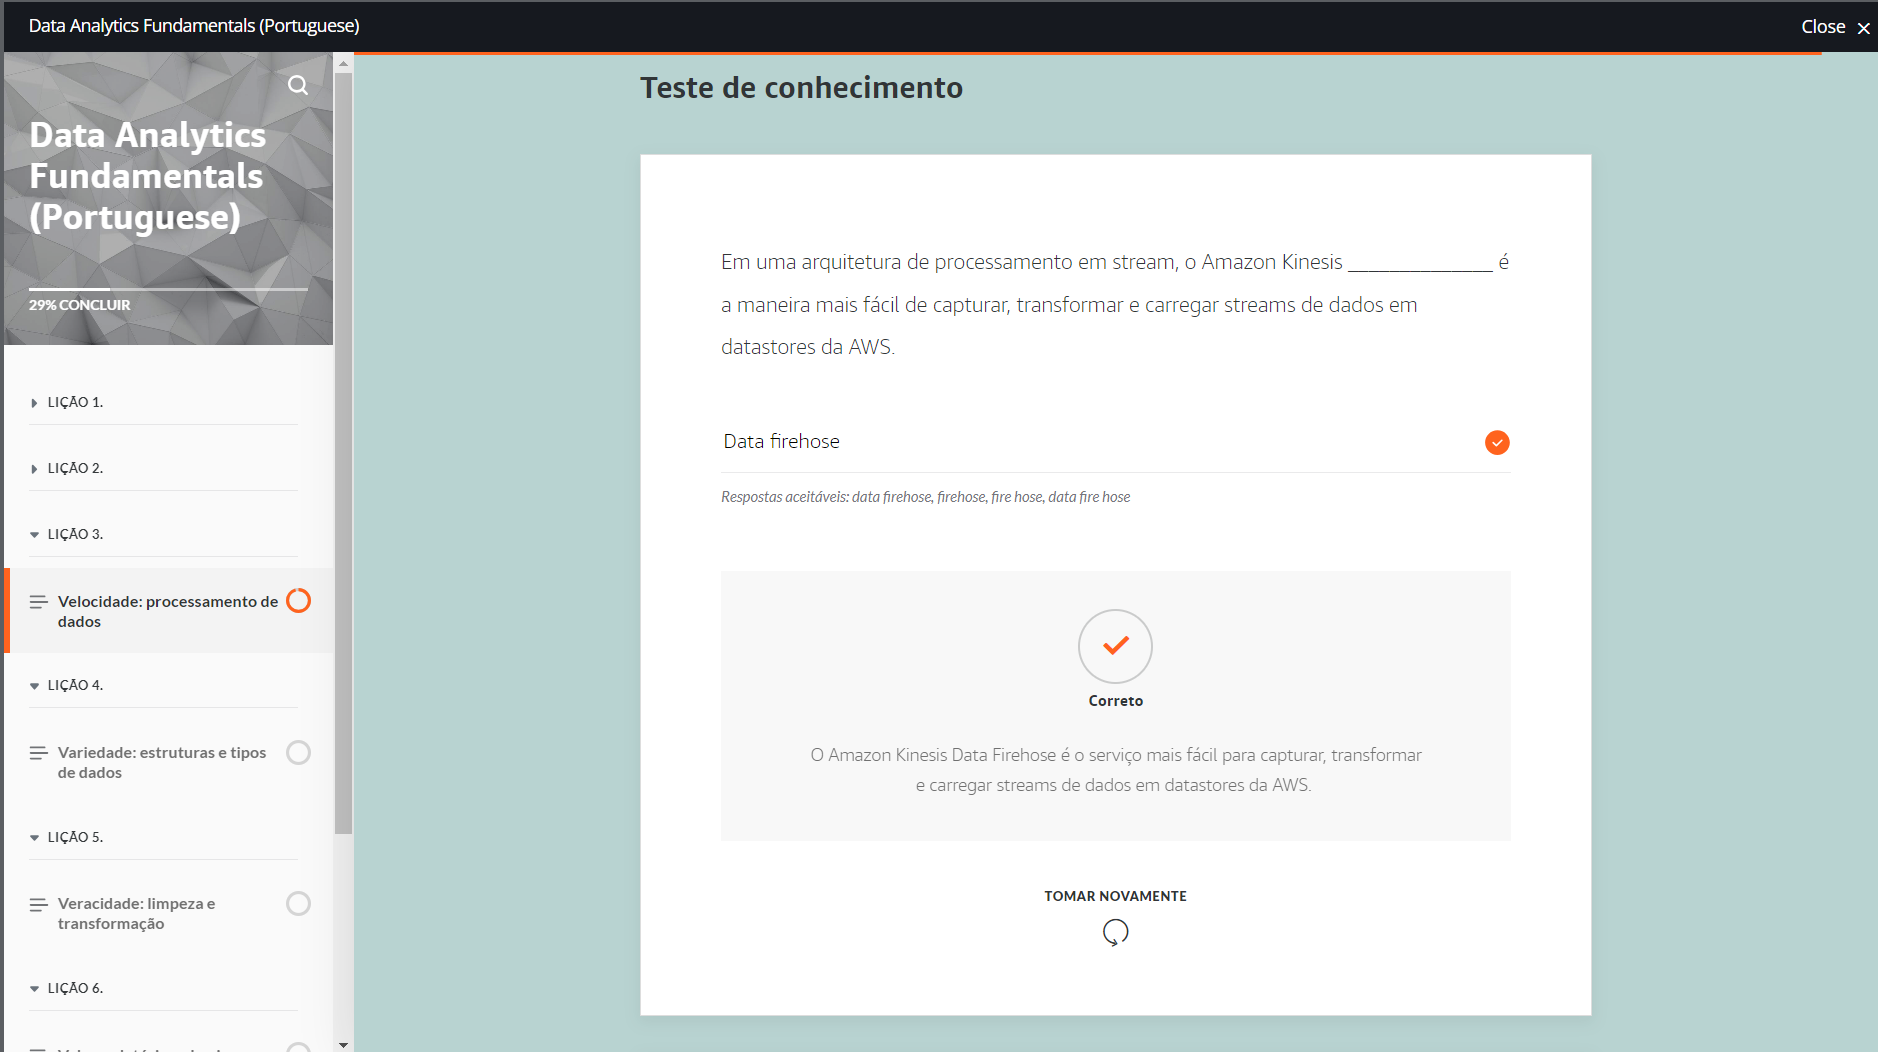 Data Analytics Fundamentals (Portuguese)
Close
Data Analytics
Fundamentals
(Portuguese)
29% CONCLUIR
LIÇÃO 1.
LIÇÃO 2.
LIÇÃO 3.
Velocidade: processamento de
dados
LIÇÃO 4.
Variedade: estruturas e tipos
de dados
LIÇÃO 5.
Veracidade: limpeza e
transformação
LIÇÃO 6.
Teste de conhecimento
Em uma arquitetura de processamento em stream, o Amazon Kinesis ______________ é
a maneira mais fácil de capturar, transformar e carregar streams de dados em
datastores da AWS.
Data firehose
Respostas aceitáveis: data firehose, firehose, fire hose, data fire hose
Correto
O Amazon Kinesis Data Firehose é o serviço mais fácil para capturar, transformar
e carregar streams de dados em datastores da AWS.
TOMAR NOVAMENTE